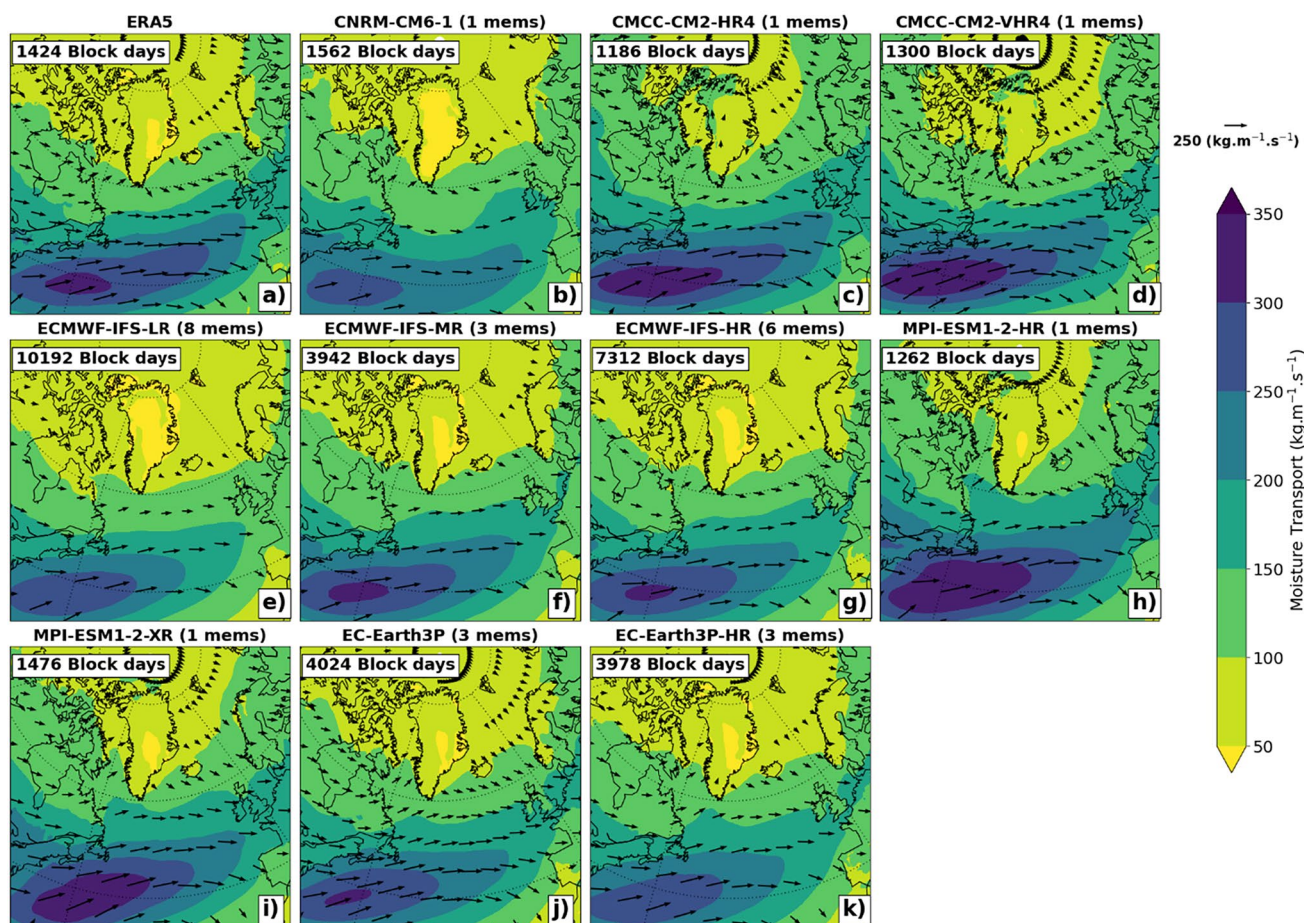 ERA5
CNRM-CM6-1 (1 mems)
CMCC-CM2-HR4 (1 mems)
CMCC-CM2-VHR4 (1 mems)
1424 Block days
1562 Block days
1186 Block days
1300 Block days
a)
b)
c)
d)
250 (kg.m⁻¹.s⁻¹)
ECMWF-IFS-LR (8 mems)
ECMWF-IFS-MR (3 mems)
ECMWF-IFS-HR (6 mems)
MPI-ESM1-2-HR (1 mems)
10192 Block days
3942 Block days
7312 Block days
1262 Block days
e)
f)
g)
h)
MPI-ESM1-2-XR (1 mems)
EC-Earth3P (3 mems)
EC-Earth3P-HR (3 mems)
1476 Block days
4024 Block days
3978 Block days
i)
j)
k)
350
300
250
200
150
100
50
Moisture Transport (kg.m⁻¹.s⁻¹)